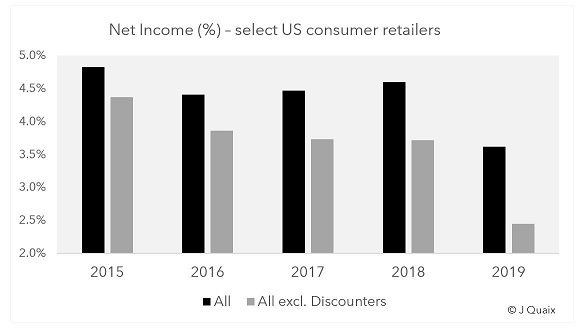 Net Income (%) – select US consumer retailers
5.0%
4.5%
4.0%
3.5%
3.0%
2.5%
2.0%
2015 2016 2017 2018 2019
All All excl. Discounters
© J Quaix